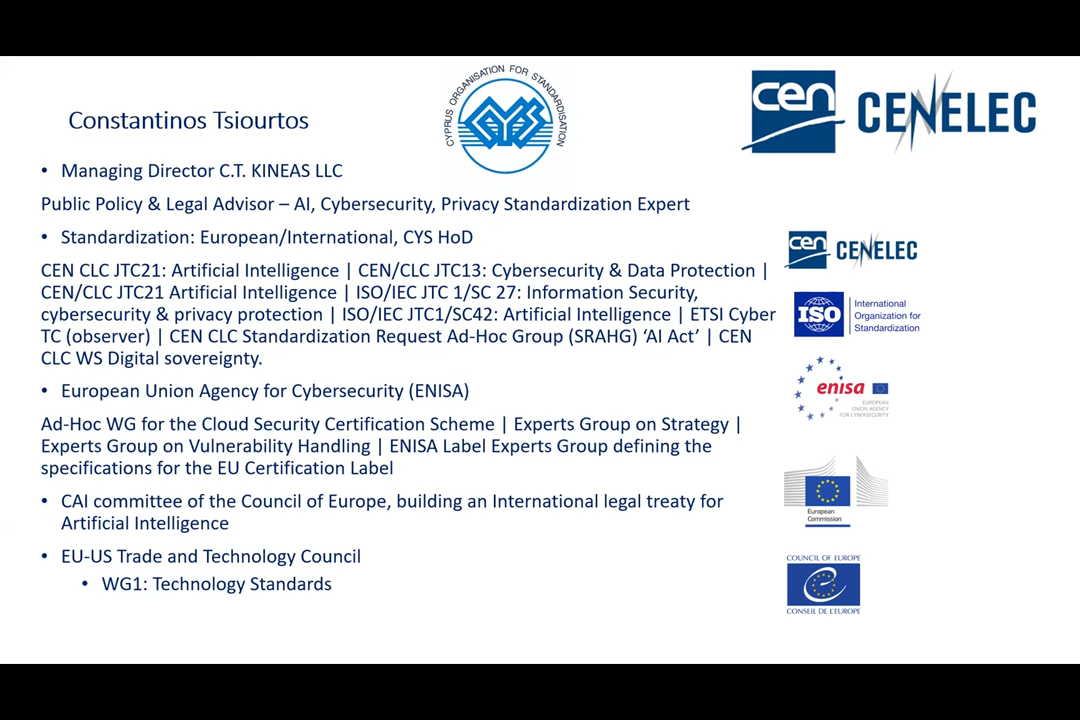 CYPRUS ORGANISATION FOR STANDARDISATION
CYS
cen
CENELEC
Constantinos Tsiourtos
• Managing Director C.T. KINEAS LLC
Public Policy & Legal Advisor – AI, Cybersecurity, Privacy Standardization Expert
• Standardization: European/International, CYS HoD
CEN CLC JTC21: Artificial Intelligence | CEN/CLC JTC13: Cybersecurity & Data Protection |
CEN/CLC JTC21 Artificial Intelligence | ISO/IEC JTC 1/SC 27: Information Security,
cybersecurity & privacy protection | ISO/IEC JTC1/SC42: Artificial Intelligence | ETSI Cyber
TC (observer) | CEN CLC Standardization Request Ad-Hoc Group (SRAHG) ‘AI Act’ | CEN
CLC WS Digital sovereignty.
• European Union Agency for Cybersecurity (ENISA)
Ad-Hoc WG for the Cloud Security Certification Scheme | Experts Group on Strategy |
Experts Group on Vulnerability Handling | ENISA Label Experts Group defining the
specifications for the EU Certification Label
• CAI committee of the Council of Europe, building an International legal treaty for
Artificial Intelligence
• EU-US Trade and Technology Council
• WG1: Technology Standards
cen
CENELEC
ISO
International
Organization for
Standardization
enisa
EUROPEAN
UNION AGENCY
FOR CYBERSECURITY
European
Commission
COUNCIL OF EUROPE
CONSEIL DE L'EUROPE